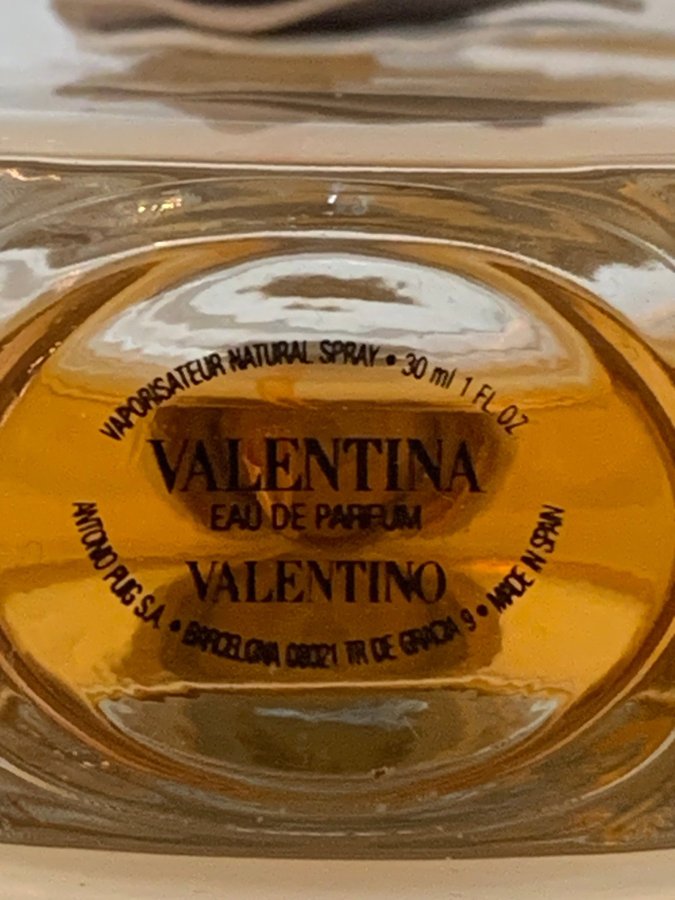 VAPORISATEUR NATURAL SPRAY • 30 ml 1 FL.OZ
VALENTINA
EAU DE PARFUM
VALENTINO
ANTONIO PUIG S.A. • BARCELONA 08021 TR DE GRACIA 9 • MADE IN SPAIN